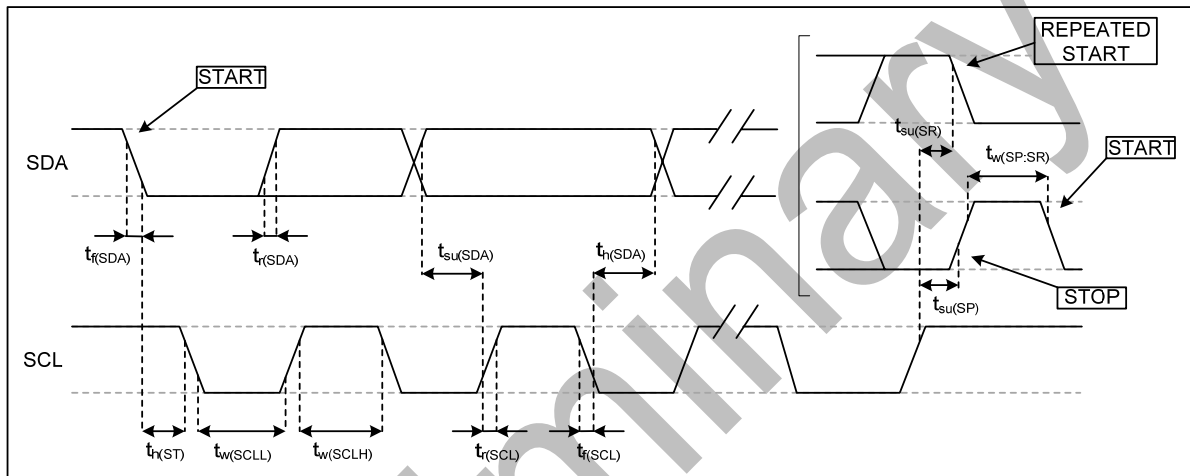 REPEATED
START
START
SDA
t_su(SR)
t_w(SP:SR)
START
t_f(SDA)
t_r(SDA)
t_su(SDA)
t_h(SDA)
t_su(SP)
STOP
SCL
t_h(ST)
t_w(SCLL)
t_w(SCLH)
t_r(SCL)
t_f(SCL)